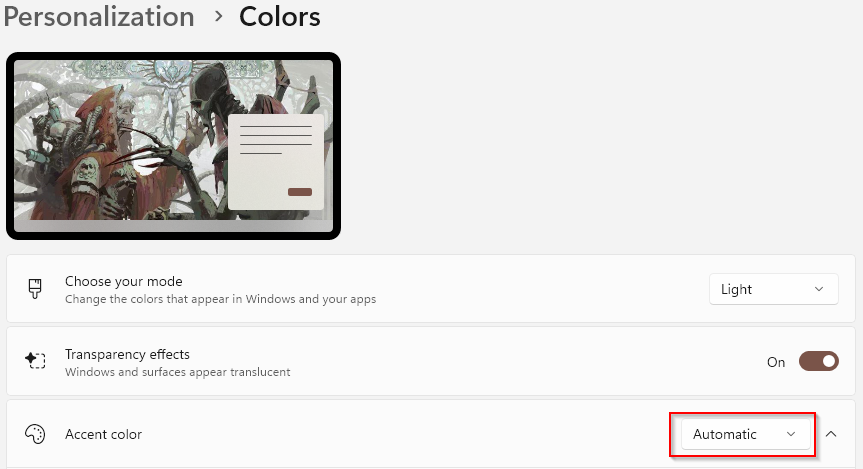 Personalization > Colors
Choose your mode
Change the colors that appear in Windows and your apps
Light
Transparency effects
Windows and surfaces appear translucent
On
Accent color
Automatic